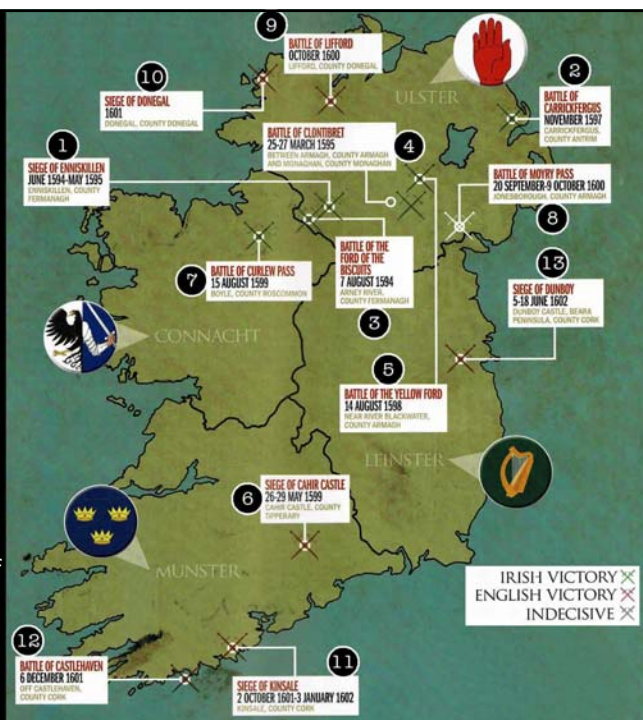 9
BATTLE OF LIFFORD
OCTOBER 1600
LIFFORD, COUNTY DONEGAL
ULSTER
10
SIEGE OF DONEGAL
1601
DONEGAL, COUNTY DONEGAL
2
BATTLE OF
CARRICKFERGUS
NOVEMBER 1597
CARRICKFERGUS,
COUNTY ANTRIM
1
SIEGE OF ENNISKILLEN
JUNE 1594-MAY 1595
ENNISKILLEN, COUNTY
FERMANAGH
BATTLE OF CLONTIBRET
25-27 MARCH 1595
BETWEEN ARMAGH, COUNTY ARMAGH
AND MONAGHAN, COUNTY MONAGHAN
4
BATTLE OF MOYRY PASS
20 SEPTEMBER-9 OCTOBER 1600
JONESBOROUGH, COUNTY ARMAGH
8
7
BATTLE OF CURLEW PASS
15 AUGUST 1599
BOYLE, COUNTY ROSCOMMON
BATTLE OF THE
FORD OF THE
BISCUITS
7 AUGUST 1594
ARNEY RIVER,
COUNTY FERMANAGH
3
13
SIEGE OF DUNBOY
5-18 JUNE 1602
DUNBOY CASTLE, BEARA
PENINSULA, COUNTY CORK
CONNACHT
5
BATTLE OF THE YELLOW FORD
14 AUGUST 1598
NEAR RIVER BLACKWATER,
COUNTY ARMAGH
LEINSTER
6
SIEGE OF CAHIR CASTLE
26-29 MAY 1599
CAHIR CASTLE, COUNTY
TIPPERARY
MUNSTER
IRISH VICTORY
ENGLISH VICTORY
INDECISIVE
12
BATTLE OF CASTLEHAVEN
6 DECEMBER 1601
OFF CASTLEHAVEN,
COUNTY CORK
11
SIEGE OF KINSALE
2 OCTOBER 1601-3 JANUARY 1602
KINSALE, COUNTY CORK